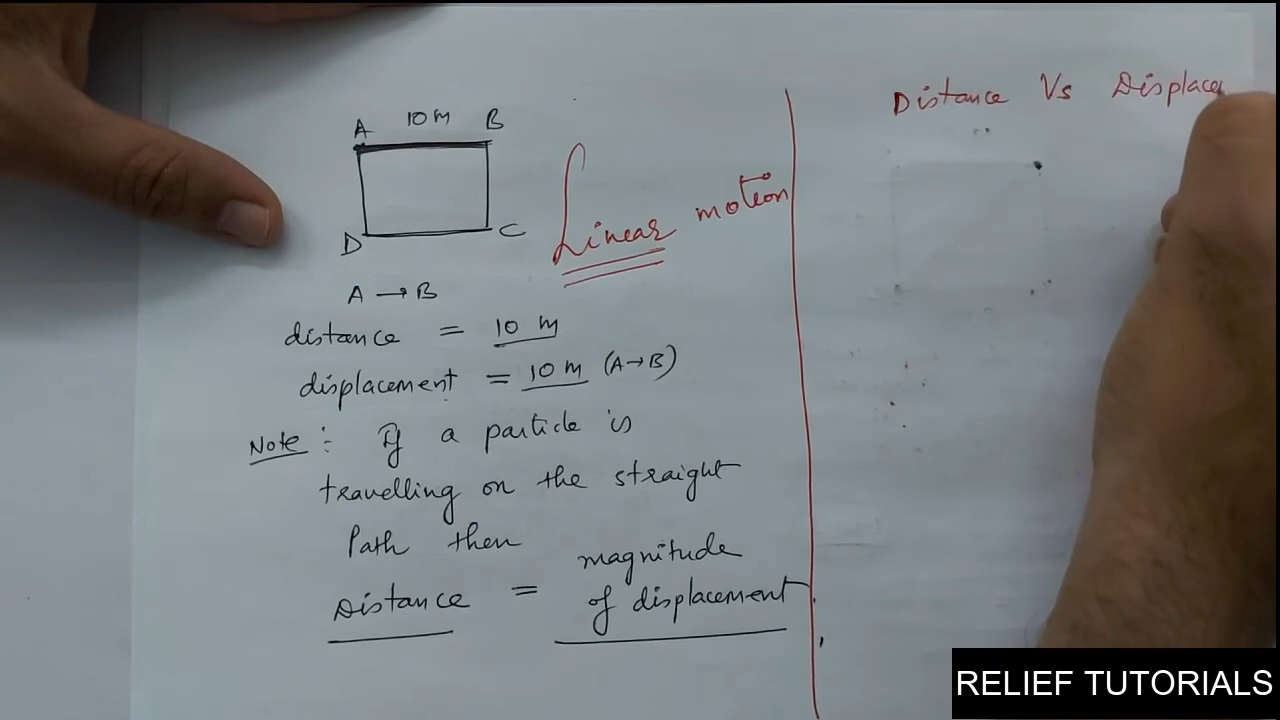 A 10 M B
D C
Linear motion
A → B
distance = 10 m
displacement = 10 m (A→B)
Note :- If a particle is
travelling on the straight
Path then
Distance = magnitude
of displacement
Distance Vs Displace
RELIEF TUTORIALS